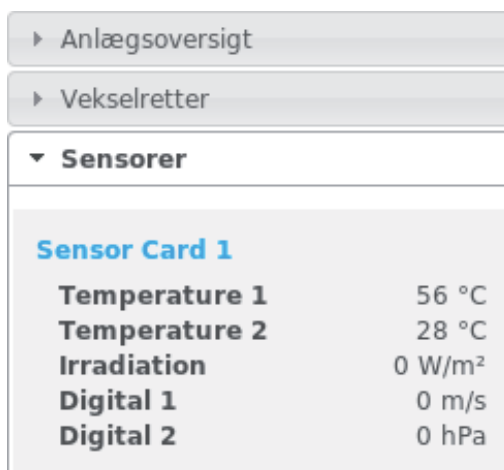 Anlægsoversigt
Vekselretter
Sensorer
Sensor Card 1
Temperature 1 56 °C
Temperature 2 28 °C
Irradiation 0 W/m²
Digital 1 0 m/s
Digital 2 0 hPa